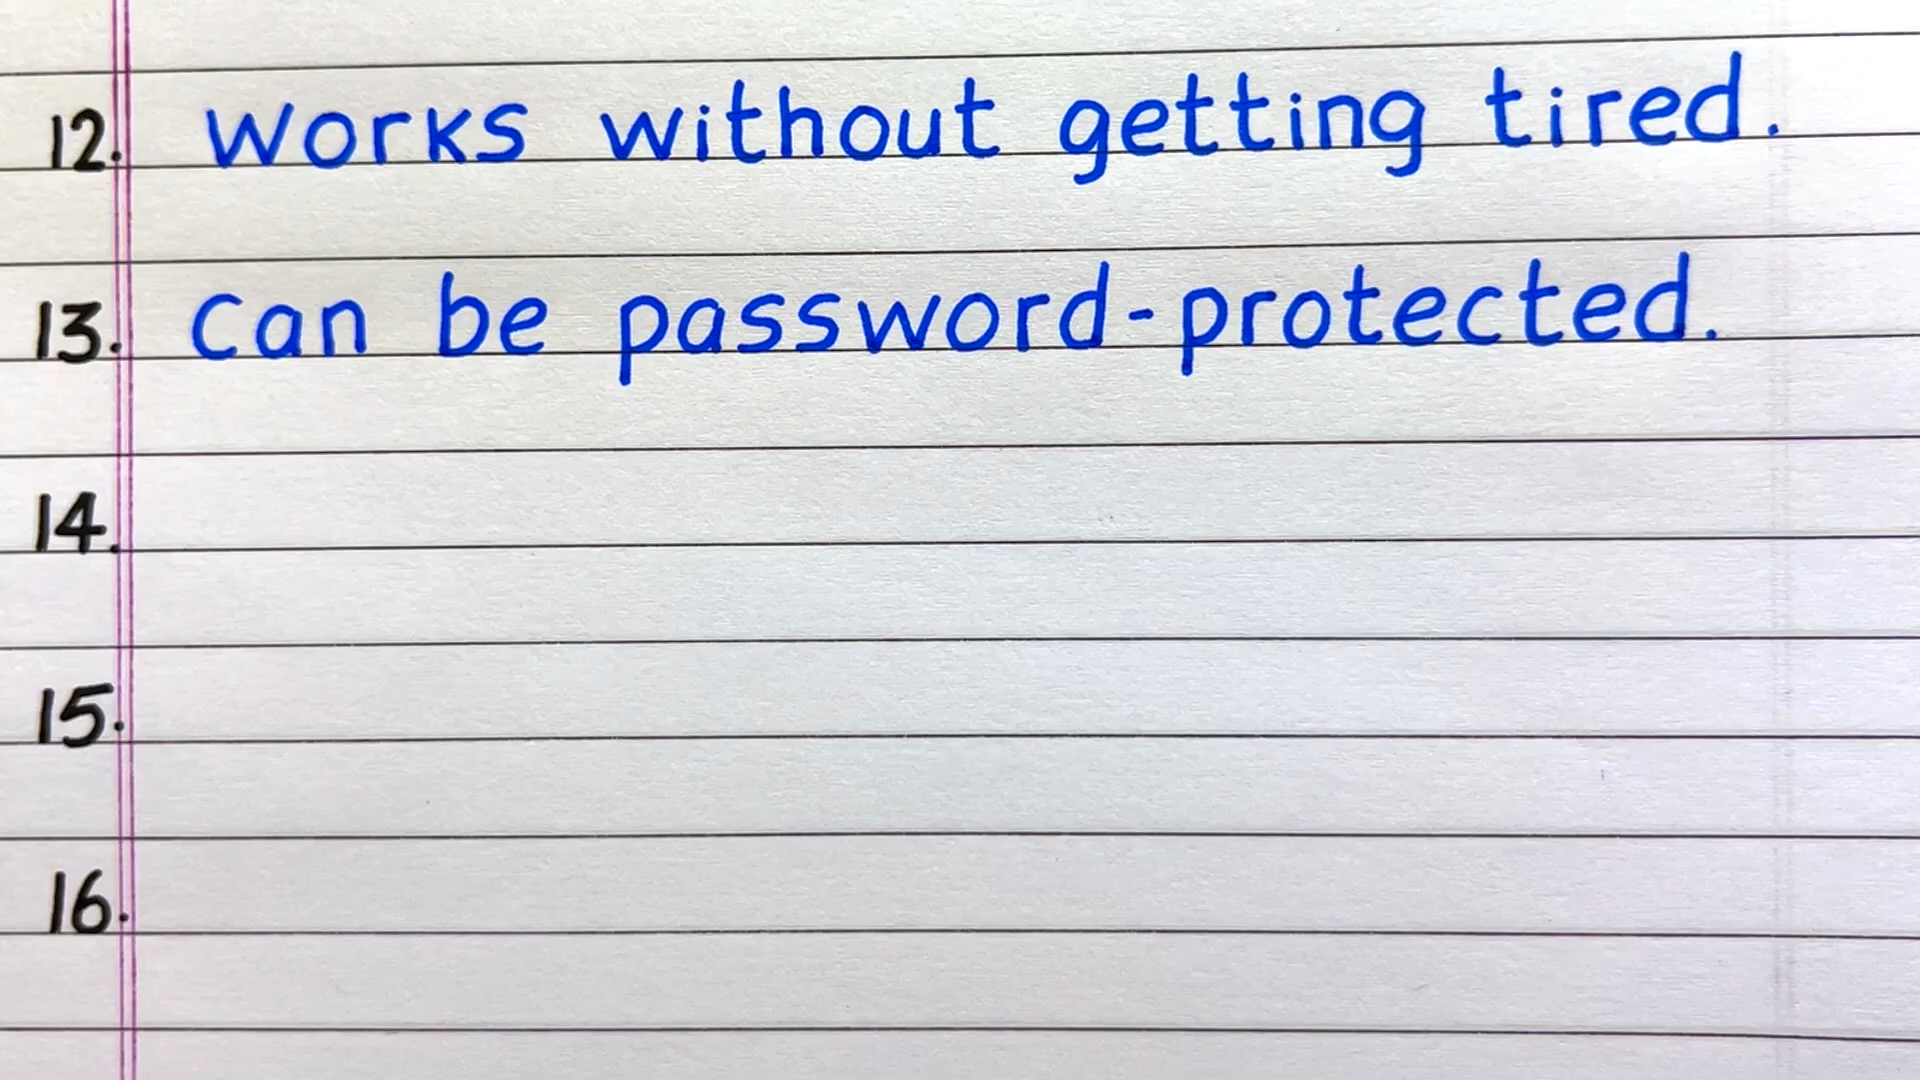 12. Works without getting tired.
13. Can be password-protected.
14.
15.
16.